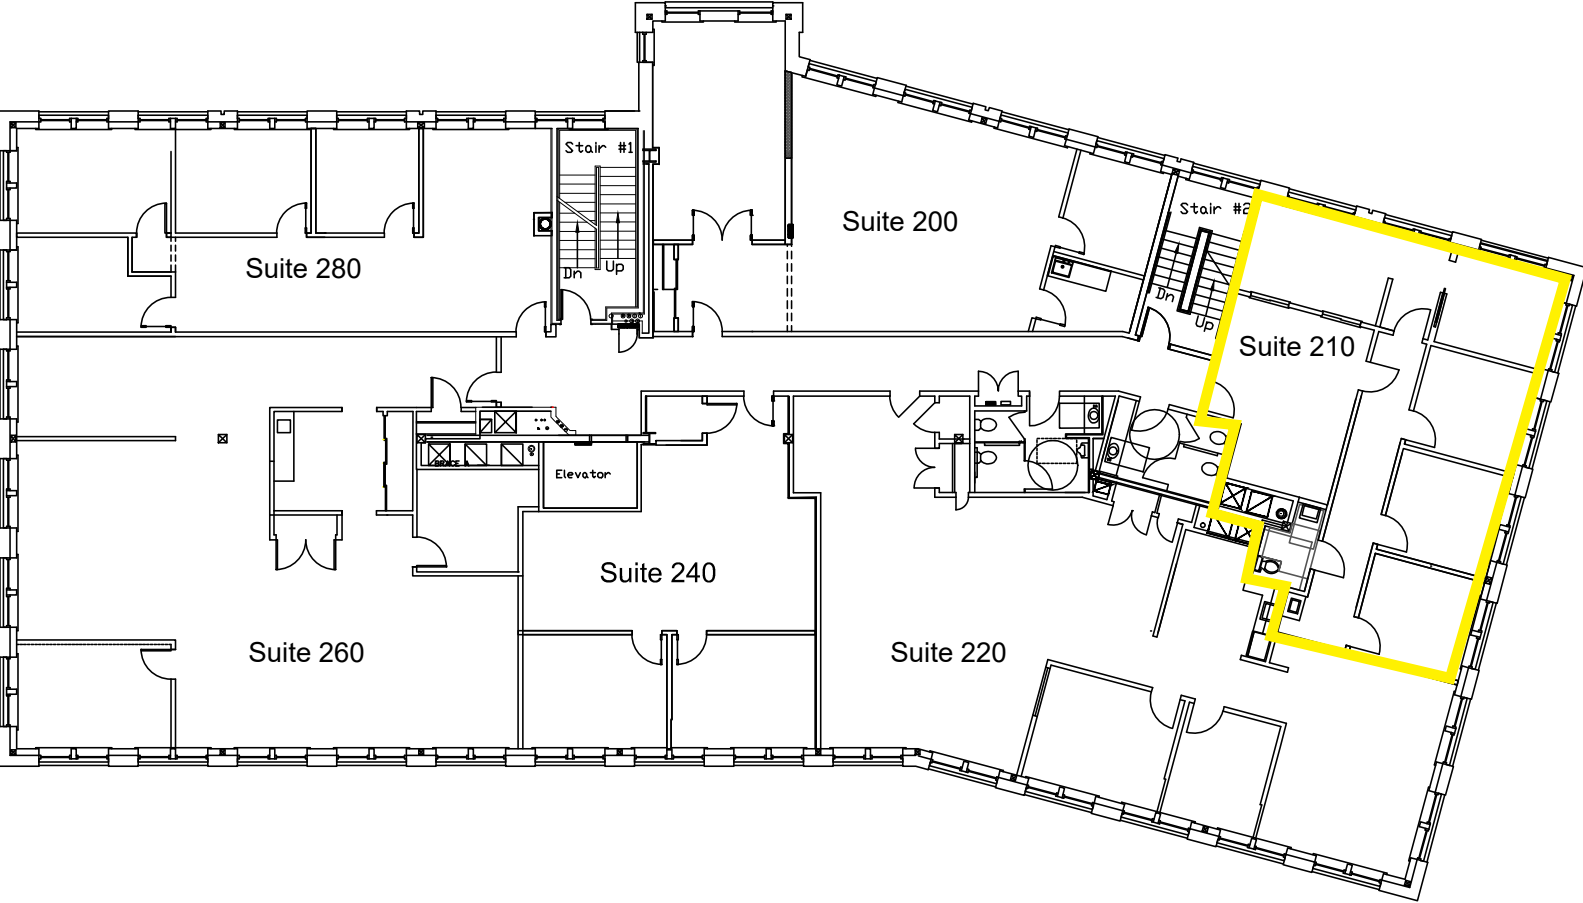 Stair #1
Suite 200
Stair #2
Suite 280
Dn
Up
Dn
Up
Suite 210
BRACE A
Elevator
Suite 240
Suite 260
Suite 220